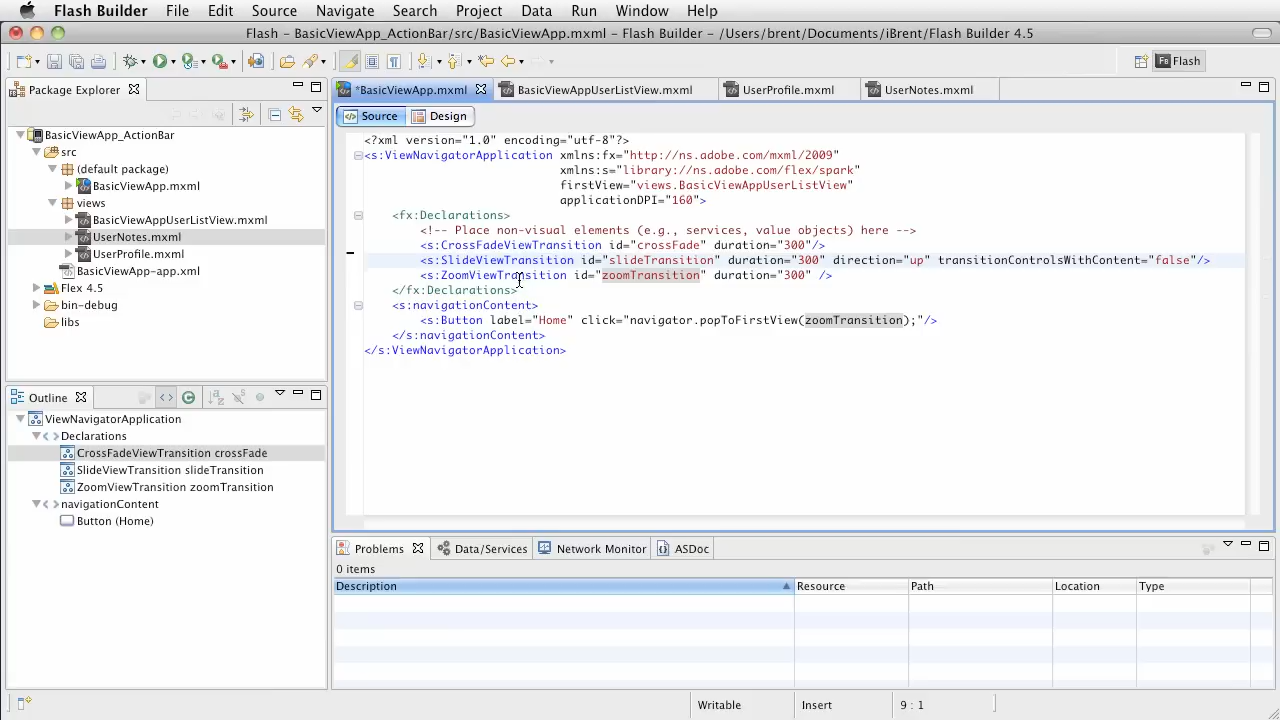 Flash Builder File Edit Source Navigate Search Project Data Run Window Help
Flash - BasicViewApp_ActionBar/src/BasicViewApp.mxml - Flash Builder - /Users/brent/Documents/iBrent/Flash Builder 4.5
Fb Flash
Package Explorer
BasicViewApp_ActionBar
src
(default package)
BasicViewApp.mxml
views
BasicViewAppUserListView.mxml
UserNotes.mxml
UserProfile.mxml
BasicViewApp-app.xml
Flex 4.5
bin-debug
libs
Outline
ViewNavigatorApplication
Declarations
CrossFadeViewTransition crossFade
SlideViewTransition slideTransition
ZoomViewTransition zoomTransition
navigationContent
Button (Home)
*BasicViewApp.mxml BasicViewAppUserListView.mxml UserProfile.mxml UserNotes.mxml
Source Design
<?xml version="1.0" encoding="utf-8"?>
<s:ViewNavigatorApplication xmlns:fx="http://ns.adobe.com/mxml/2009"
xmlns:s="library://ns.adobe.com/flex/spark"
firstView="views.BasicViewAppUserListView"
applicationDPI="160">
<fx:Declarations>
<!-- Place non-visual elements (e.g., services, value objects) here -->
<s:CrossFadeViewTransition id="crossFade" duration="300"/>
<s:SlideViewTransition id="slideTransition" duration="300" direction="up" transitionControlsWithContent="false"/>
<s:ZoomViewTransition id="zoomTransition" duration="300" />
</fx:Declarations>
<s:navigationContent>
<s:Button label="Home" click="navigator.popToFirstView(zoomTransition);"/>
</s:navigationContent>
</s:ViewNavigatorApplication>
Problems Data/Services Network Monitor ASDoc
0 items
Description Resource Path Location Type
Writable Insert 9 : 1